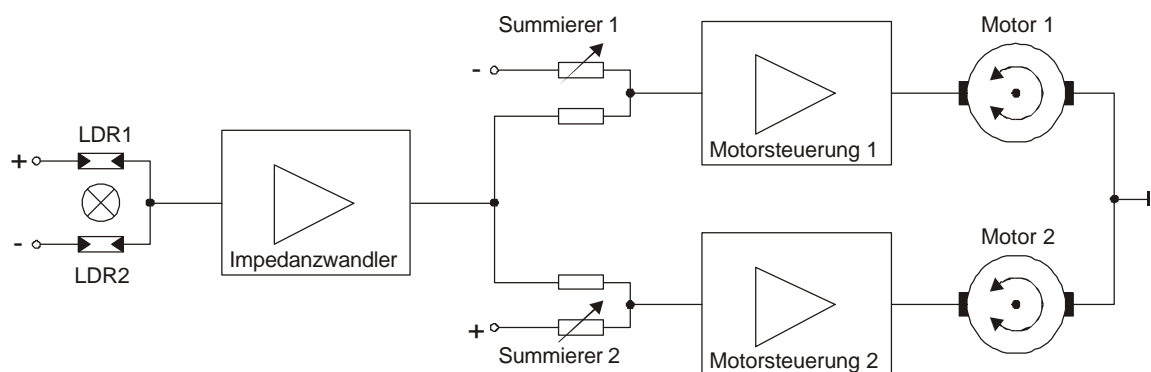 Summierer 1
Motor 1
-
LDR1
+
Motorsteuerung 1
-
LDR2
Impedanzwandler
Motor 2
+
Summierer 2
Motorsteuerung 2